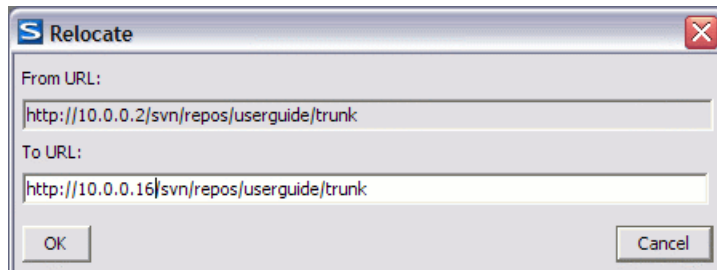 S Relocate
From URL:
http://10.0.0.2/svn/repos/userguide/trunk
To URL:
http://10.0.0.16/svn/repos/userguide/trunk
OK Cancel